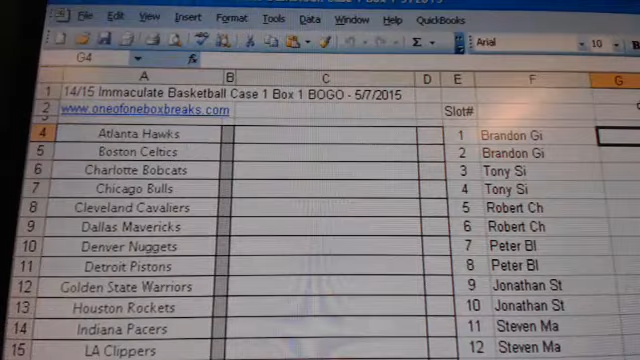 File Edit View Insert Format Tools Data Window Help QuickBooks
Σ Arial 10 B
G4 fx
A B C D E F G
1 14/15 Immaculate Basketball Case 1 Box 1 BOGO - 5/7/2015
2 www.oneofoneboxbreaks.com Slot#
3
4 Atlanta Hawks 1 Brandon Gi
5 Boston Celtics 2 Brandon Gi
6 Charlotte Bobcats 3 Tony Si
7 Chicago Bulls 4 Tony Si
8 Cleveland Cavaliers 5 Robert Ch
9 Dallas Mavericks 6 Robert Ch
10 Denver Nuggets 7 Peter Bl
11 Detroit Pistons 8 Peter Bl
12 Golden State Warriors 9 Jonathan St
13 Houston Rockets 10 Jonathan St
14 Indiana Pacers 11 Steven Ma
15 LA Clippers 12 Steven Ma